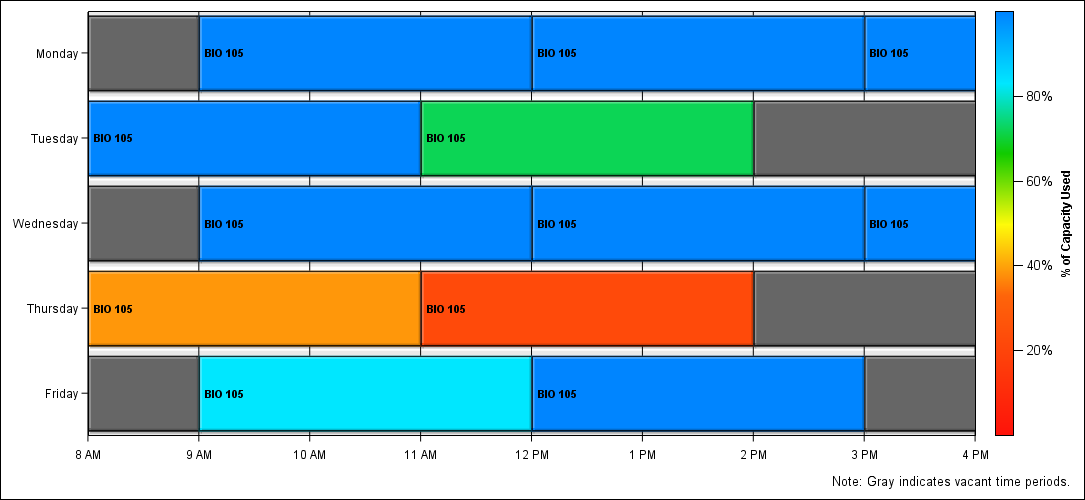 Monday
BIO 105
BIO 105
BIO 105
80%
Tuesday
BIO 105
BIO 105
60%
% of Capacity Used
Wednesday
BIO 105
BIO 105
BIO 105
40%
Thursday
BIO 105
BIO 105
20%
Friday
BIO 105
BIO 105
8 AM 9 AM 10 AM 11 AM 12 PM 1 PM 2 PM 3 PM 4 PM
Note: Gray indicates vacant time periods.